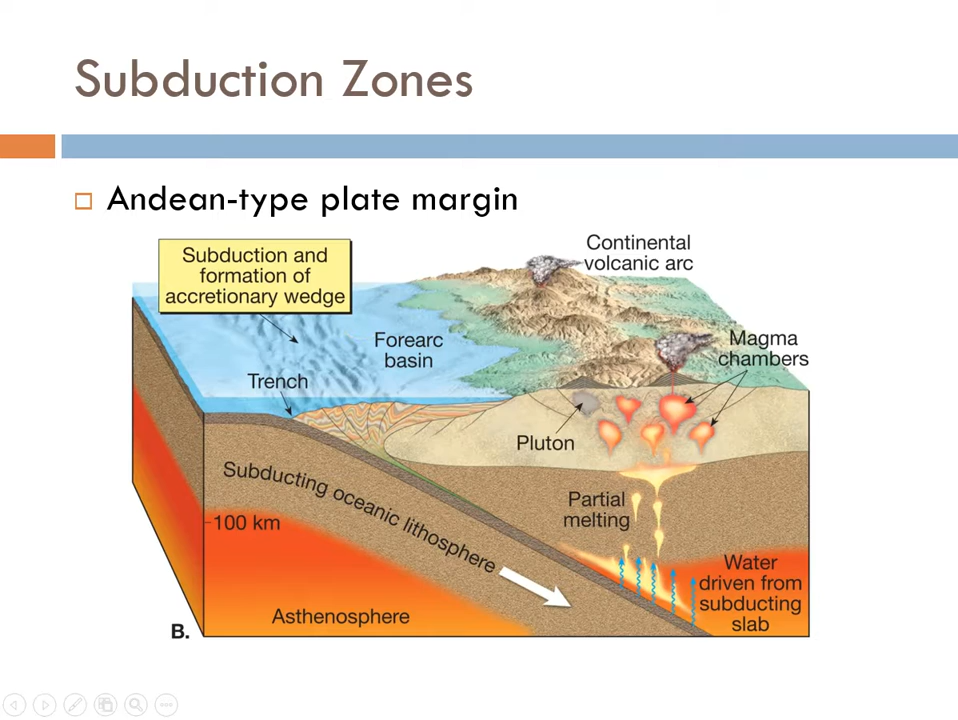 Subduction Zones
Andean-type plate margin
Subduction and
formation of
accretionary wedge
Continental
volcanic arc
Forearc
basin
Magma
chambers
Trench
Pluton
Subducting oceanic lithosphere
Partial
melting
100 km
Water
driven from
subducting
slab
Asthenosphere
B.